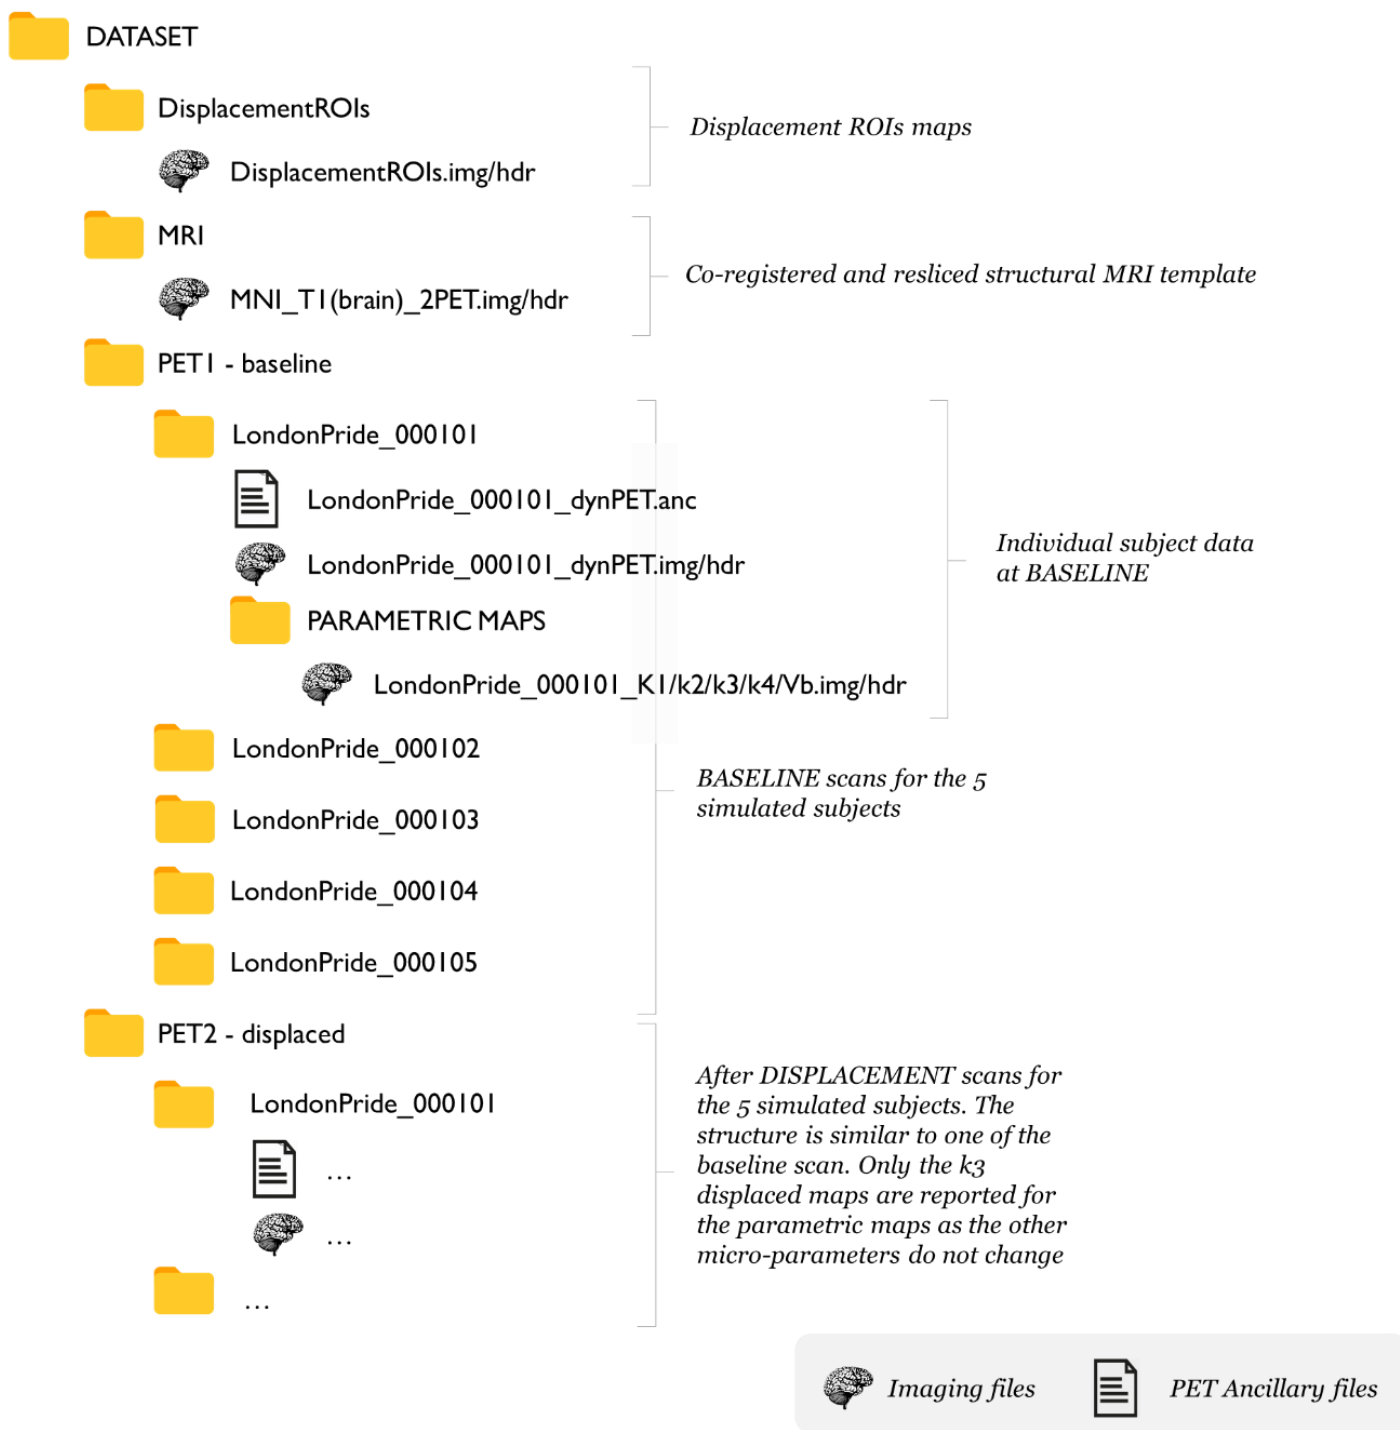 DATASET
DisplacementROIs
Displacement ROIs maps
DisplacementROIs.img/hdr
MRI
Co-registered and resliced structural MRI template
MNI_T1(brain)_2PET.img/hdr
PET1 - baseline
LondonPride_000101
LondonPride_000101_dynPET.anc
Individual subject data
at BASELINE
LondonPride_000101_dynPET.img/hdr
PARAMETRIC MAPS
LondonPride_000101_K1/k2/k3/k4/Vb.img/hdr
LondonPride_000102
BASELINE scans for the 5
simulated subjects
LondonPride_000103
LondonPride_000104
LondonPride_000105
PET2 - displaced
LondonPride_000101
...
...
...
After DISPLACEMENT scans for
the 5 simulated subjects. The
structure is similar to one of the
baseline scan. Only the k3
displaced maps are reported for
the parametric maps as the other
micro-parameters do not change
Imaging files
PET Ancillary files